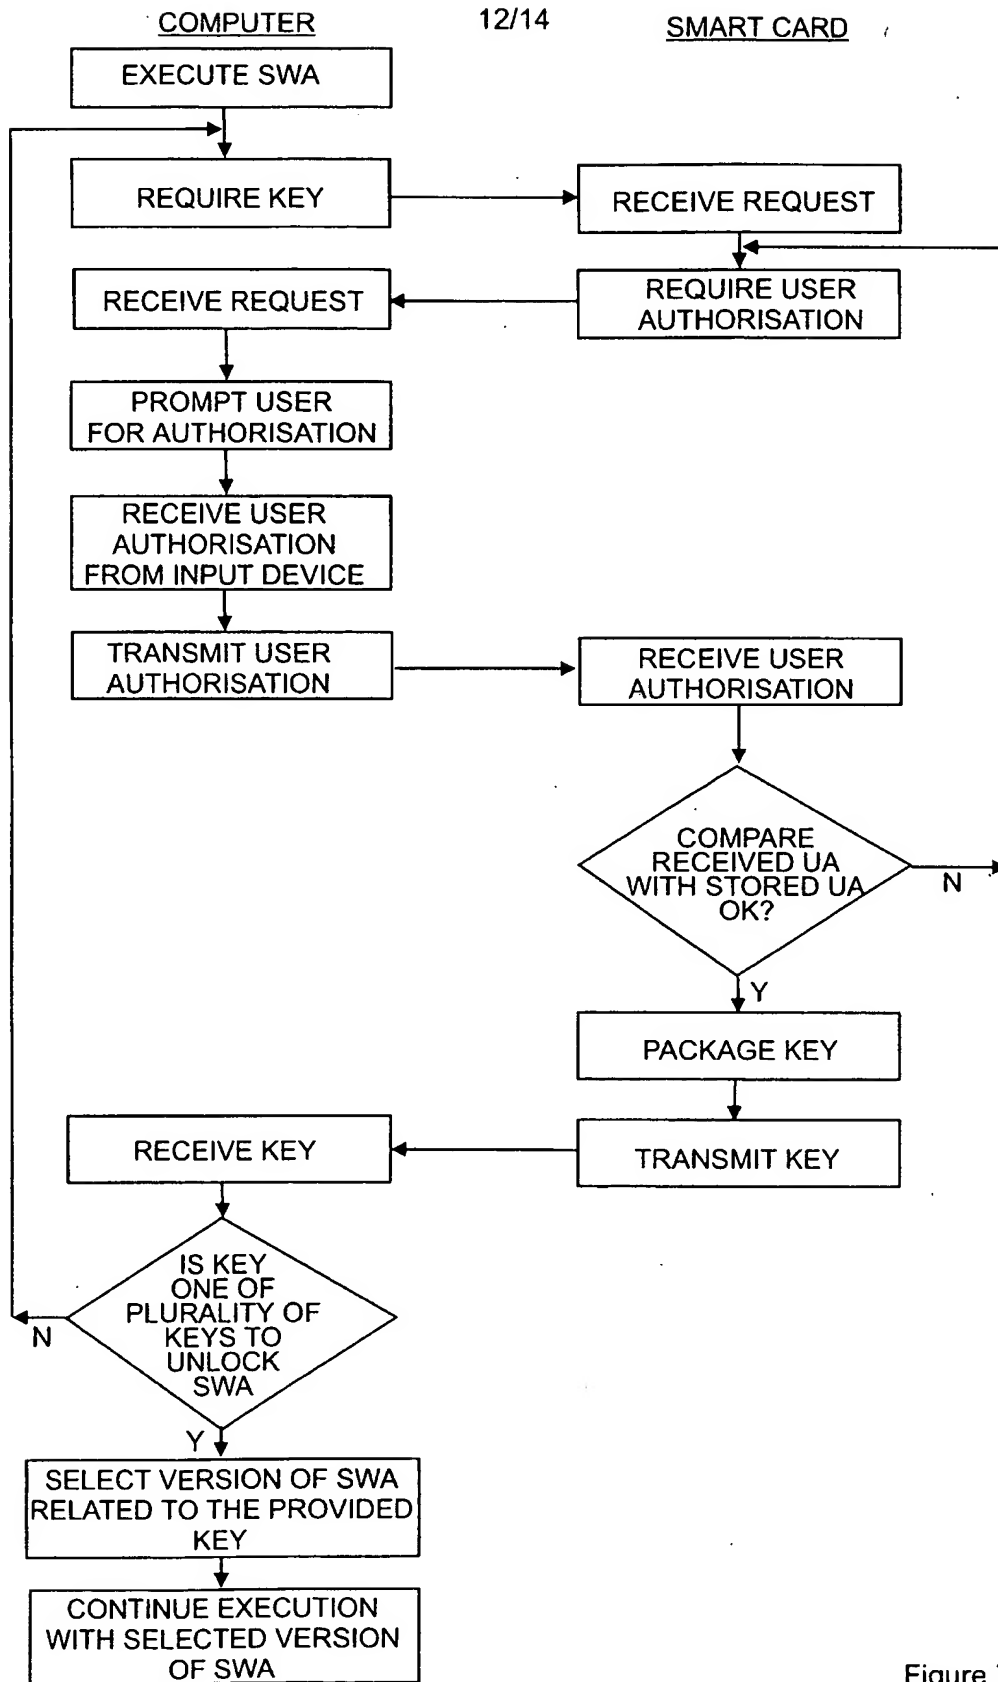 COMPUTER
12/14
SMART CARD
EXECUTE SWA
REQUIRE KEY
RECEIVE REQUEST
REQUIRE USER
AUTHORISATION
RECEIVE REQUEST
PROMPT USER
FOR AUTHORISATION
RECEIVE USER
AUTHORISATION
FROM INPUT DEVICE
TRANSMIT USER
AUTHORISATION
RECEIVE USER
AUTHORISATION
COMPARE
RECEIVED UA
WITH STORED UA
OK?
N
Y
PACKAGE KEY
TRANSMIT KEY
RECEIVE KEY
IS KEY
ONE OF
PLURALITY OF
KEYS TO
UNLOCK
SWA
N
Y
SELECT VERSION OF SWA
RELATED TO THE PROVIDED
KEY
CONTINUE EXECUTION
WITH SELECTED VERSION
OF SWA
Figure